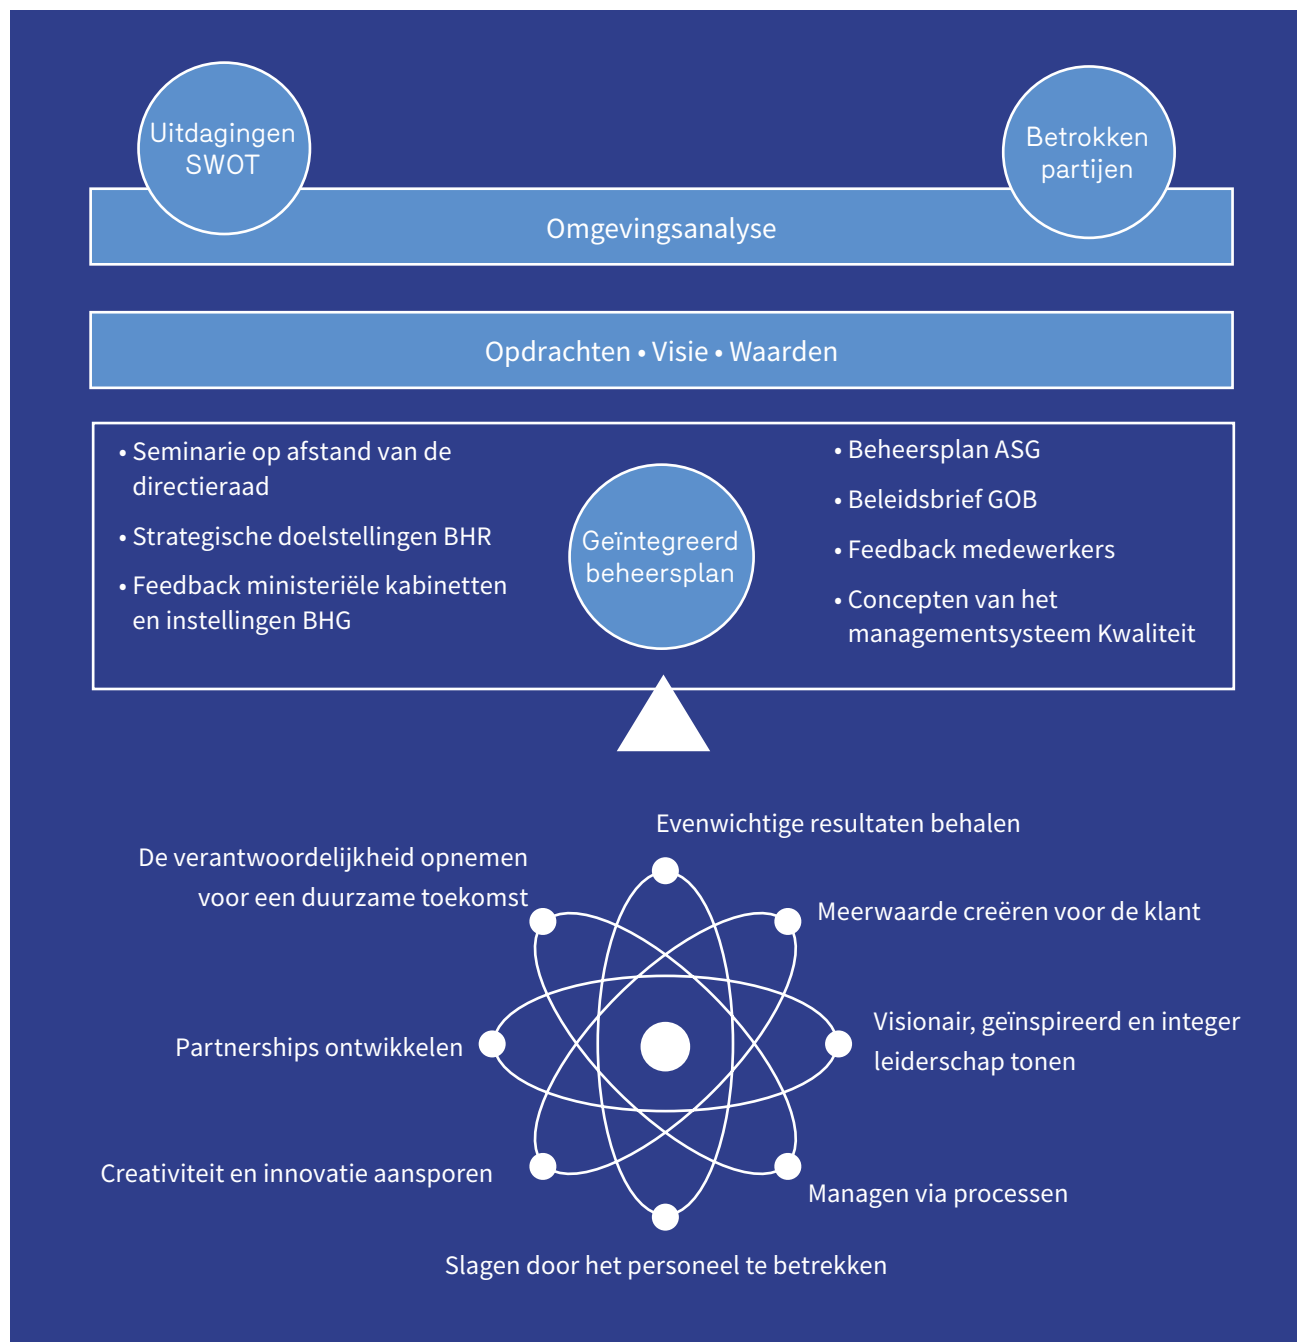 Uitdagingen
SWOT
Betrokken
partijen
Omgevingsanalyse
Opdrachten • Visie • Waarden
• Seminarie op afstand van de
directieraad
• Strategische doelstellingen BHR
• Feedback ministeriële kabinetten
en instellingen BHG
Geïntegreerd
beheersplan
• Beheersplan ASG
• Beleidsbrief GOB
• Feedback medewerkers
• Concepten van het
managementsysteem Kwaliteit
Evenwichtige resultaten behalen
De verantwoordelijkheid opnemen
voor een duurzame toekomst
Meerwaarde creëren voor de klant
Visionair, geïnspireerd en integer
leiderschap tonen
Partnerships ontwikkelen
Creativiteit en innovatie aansporen
Managen via processen
Slagen door het personeel te betrekken